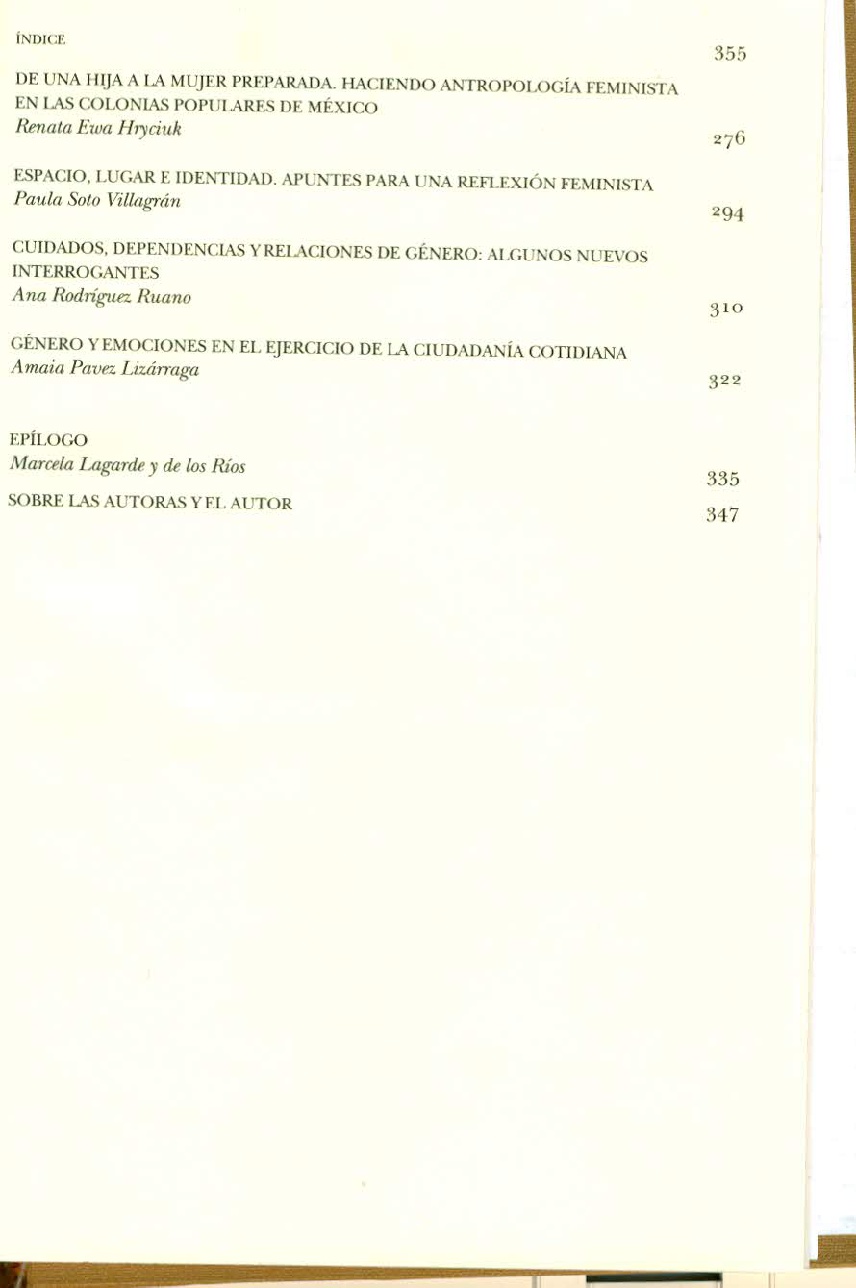 ÍNDICE 355
DE UNA HIJA A LA MUJER PREPARADA. HACIENDO ANTROPOLOGÍA FEMINISTA
EN LAS COLONIAS POPULARES DE MÉXICO
Renata Ewa Hryciuk 276
ESPACIO, LUGAR E IDENTIDAD. APUNTES PARA UNA REFLEXIÓN FEMINISTA
Paula Soto Villagrán 294
CUIDADOS, DEPENDENCIAS Y RELACIONES DE GÉNERO: ALGUNOS NUEVOS
INTERROGANTES
Ana Rodríguez Ruano 310
GÉNERO Y EMOCIONES EN EL EJERCICIO DE LA CIUDADANÍA COTIDIANA
Amaia Pavez Lizárraga 322
EPÍLOGO
Marcela Lagarde y de los Ríos 335
SOBRE LAS AUTORAS Y EL AUTOR 347